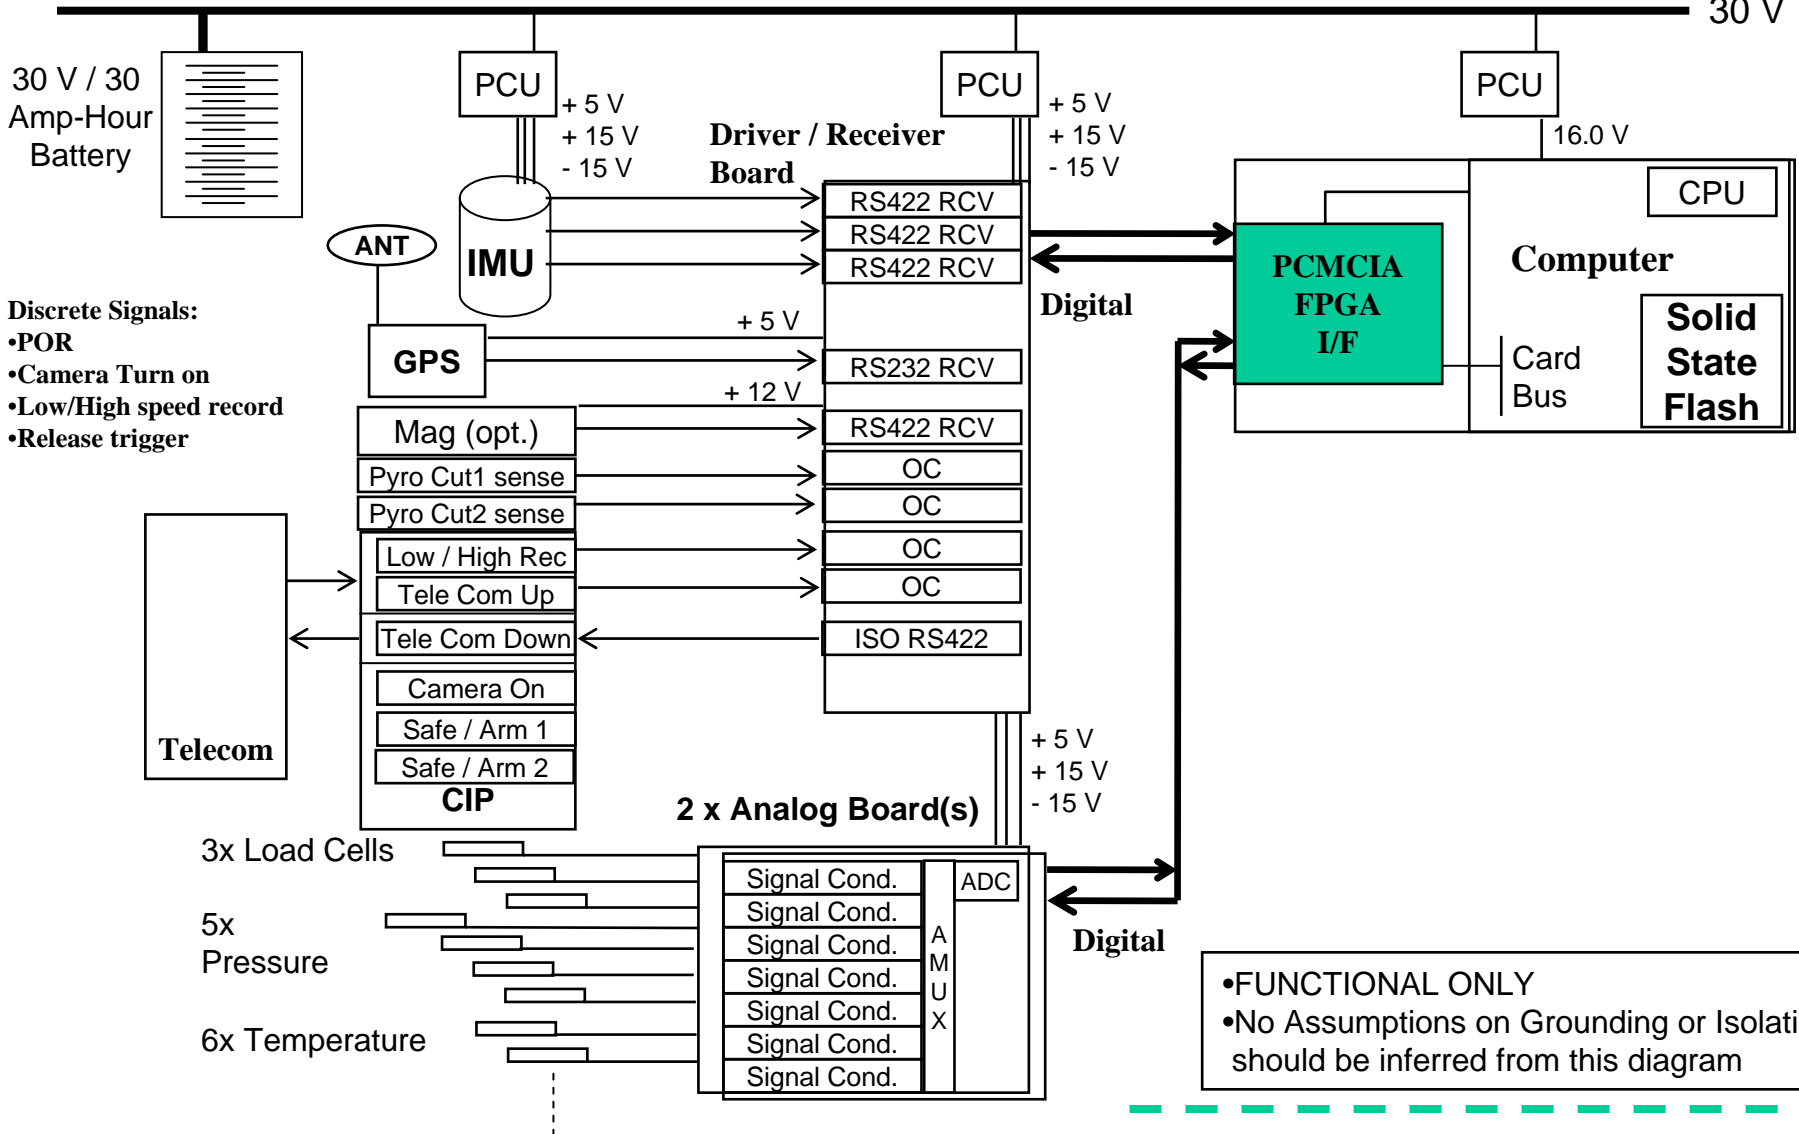 30 V
30 V / 30
Amp-Hour
Battery
PCU
+ 5 V
+ 15 V
- 15 V
PCU
+ 5 V
+ 15 V
- 15 V
PCU
16.0 V
Driver / Receiver
Board
ANT
IMU
RS422 RCV
RS422 RCV
RS422 RCV
Digital
PCMCIA
FPGA
I/F
CPU
Computer
Solid
State
Flash
Card
Bus
Discrete Signals:
•POR
•Camera Turn on
•Low/High speed record
•Release trigger
GPS
+ 5 V
RS232 RCV
+ 12 V
Mag (opt.)
RS422 RCV
Pyro Cut1 sense
OC
Pyro Cut2 sense
OC
Low / High Rec
OC
Tele Com Up
OC
Tele Com Down
ISO RS422
Camera On
Safe / Arm 1
Safe / Arm 2
CIP
Telecom
+ 5 V
+ 15 V
- 15 V
2 x Analog Board(s)
3x Load Cells
5x
Pressure
6x Temperature
Signal Cond.
Signal Cond.
Signal Cond.
Signal Cond.
Signal Cond.
Signal Cond.
Signal Cond.
A
M
U
X
ADC
Digital
•FUNCTIONAL ONLY
•No Assumptions on Grounding or Isolati
should be inferred from this diagram